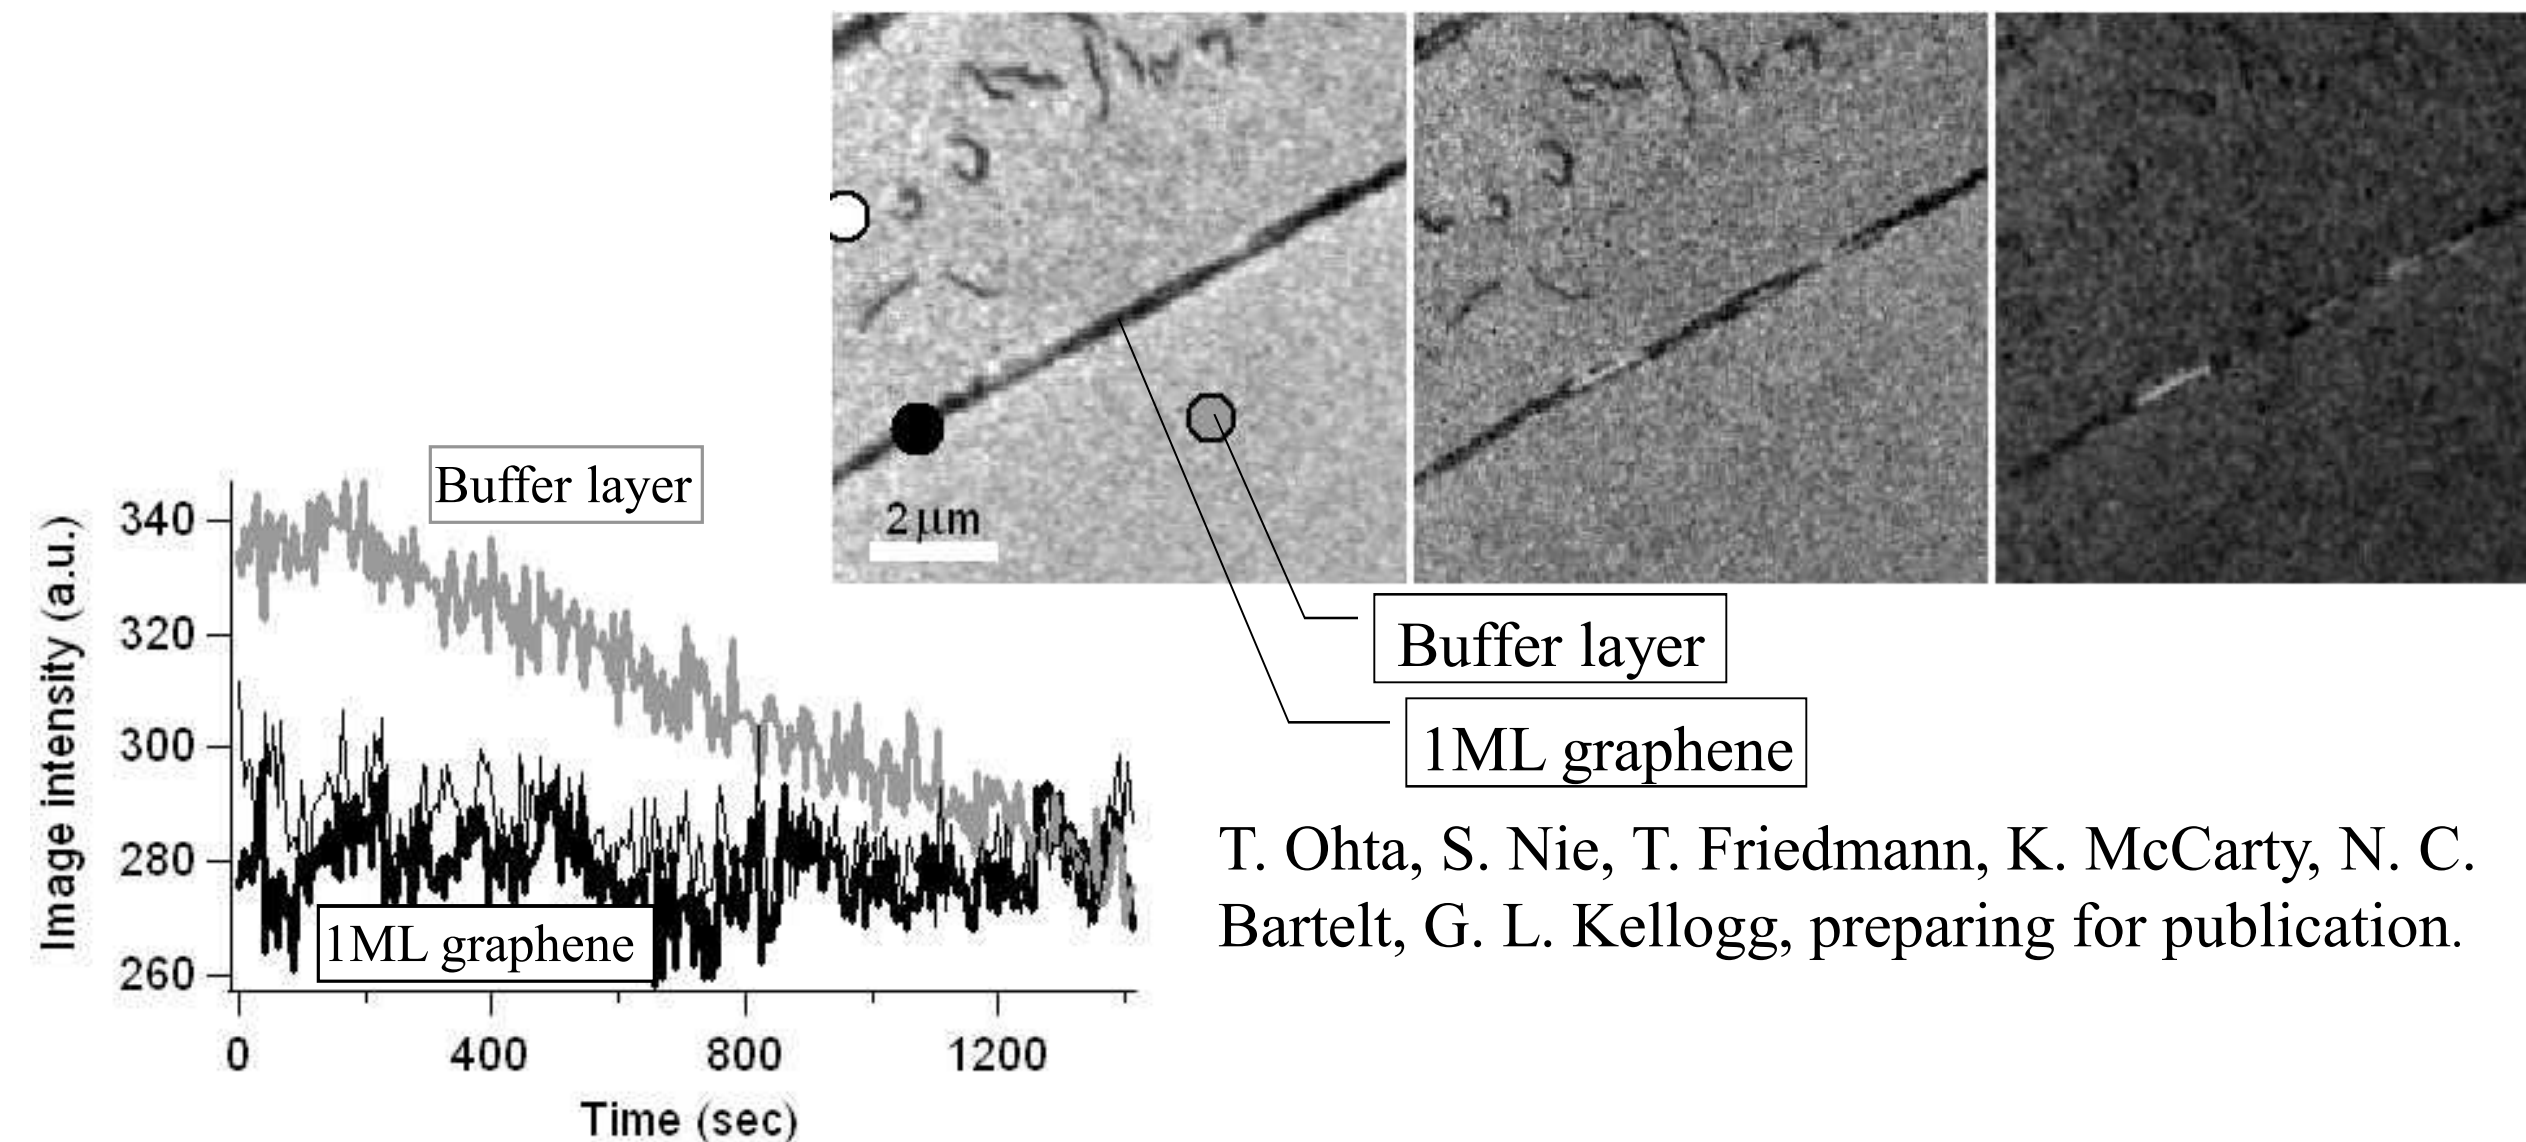 2 μm
Buffer layer
340
320
300
280
260
Image intensity (a.u.)
1ML graphene
0 400 800 1200
Time (sec)
Buffer layer
1ML graphene
T. Ohta, S. Nie, T. Friedmann, K. McCarty, N. C.
Bartelt, G. L. Kellogg, preparing for publication.